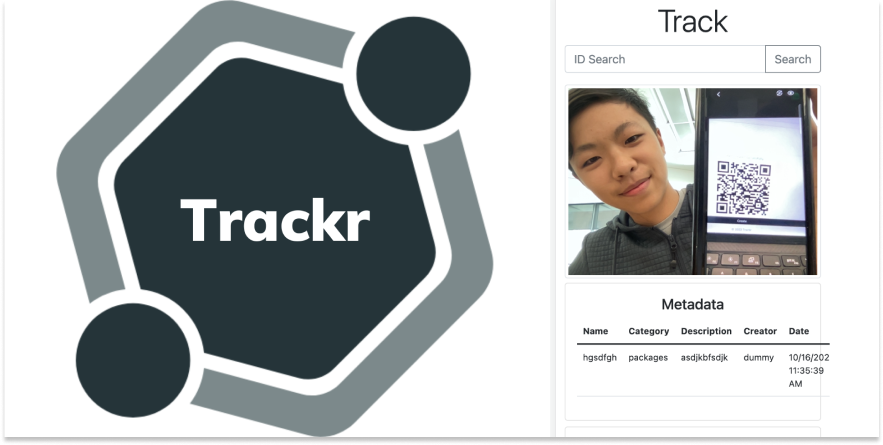 Trackr
Track
ID Search
Search
Metadata
Name Category Description Creator Date
hgsdfgh packages asdjkbfsdjk dummy 10/16/202
11:35:39
AM